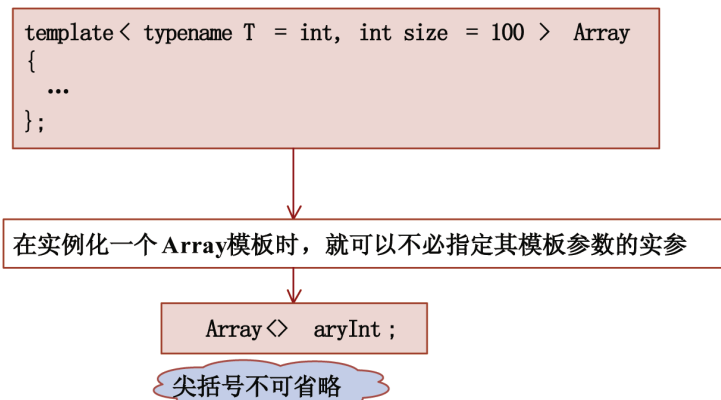 template< typename T = int, int size = 100 > Array
{
…
};
在实例化一个Array模板时，就可以不必指定其模板参数的实参
Array<> aryInt;
尖括号不可省略